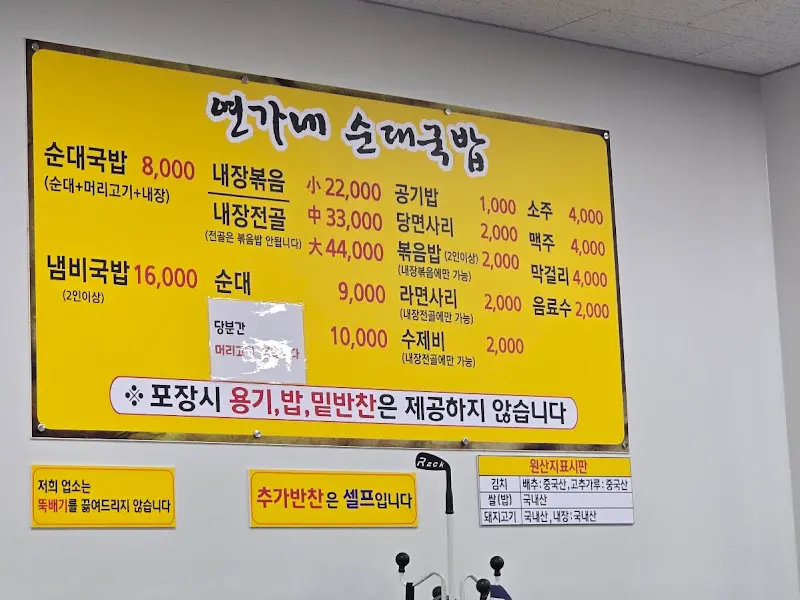 연가네 순대국밥
순대국밥 8,000
(순대+머리고기+내장)
냄비국밥 16,000
(2인이상)
내장볶음
내장전골
(전골은 볶음밥 안됩니다)
小 22,000
中 33,000
大 44,000
순대 9,000
당분간
10,000
공기밥 1,000
당면사리 2,000
볶음밥 (2인이상) 2,000
(내장볶음에만 가능)
라면사리 2,000
(내장전골에만 가능)
수제비 2,000
(내장전골에만 가능)
소주 4,000
맥주 4,000
막걸리 4,000
음료수 2,000
※ 포장시 용기,밥,밑반찬은 제공하지 않습니다
저희 업소는
뚝배기를 끓여드리지 않습니다
추가반찬은 셀프입니다
원산지표시판
김치 배추:중국산,고추가루:중국산
쌀(밥) 국내산
돼지고기 국내산, 내장:국내산
Rack